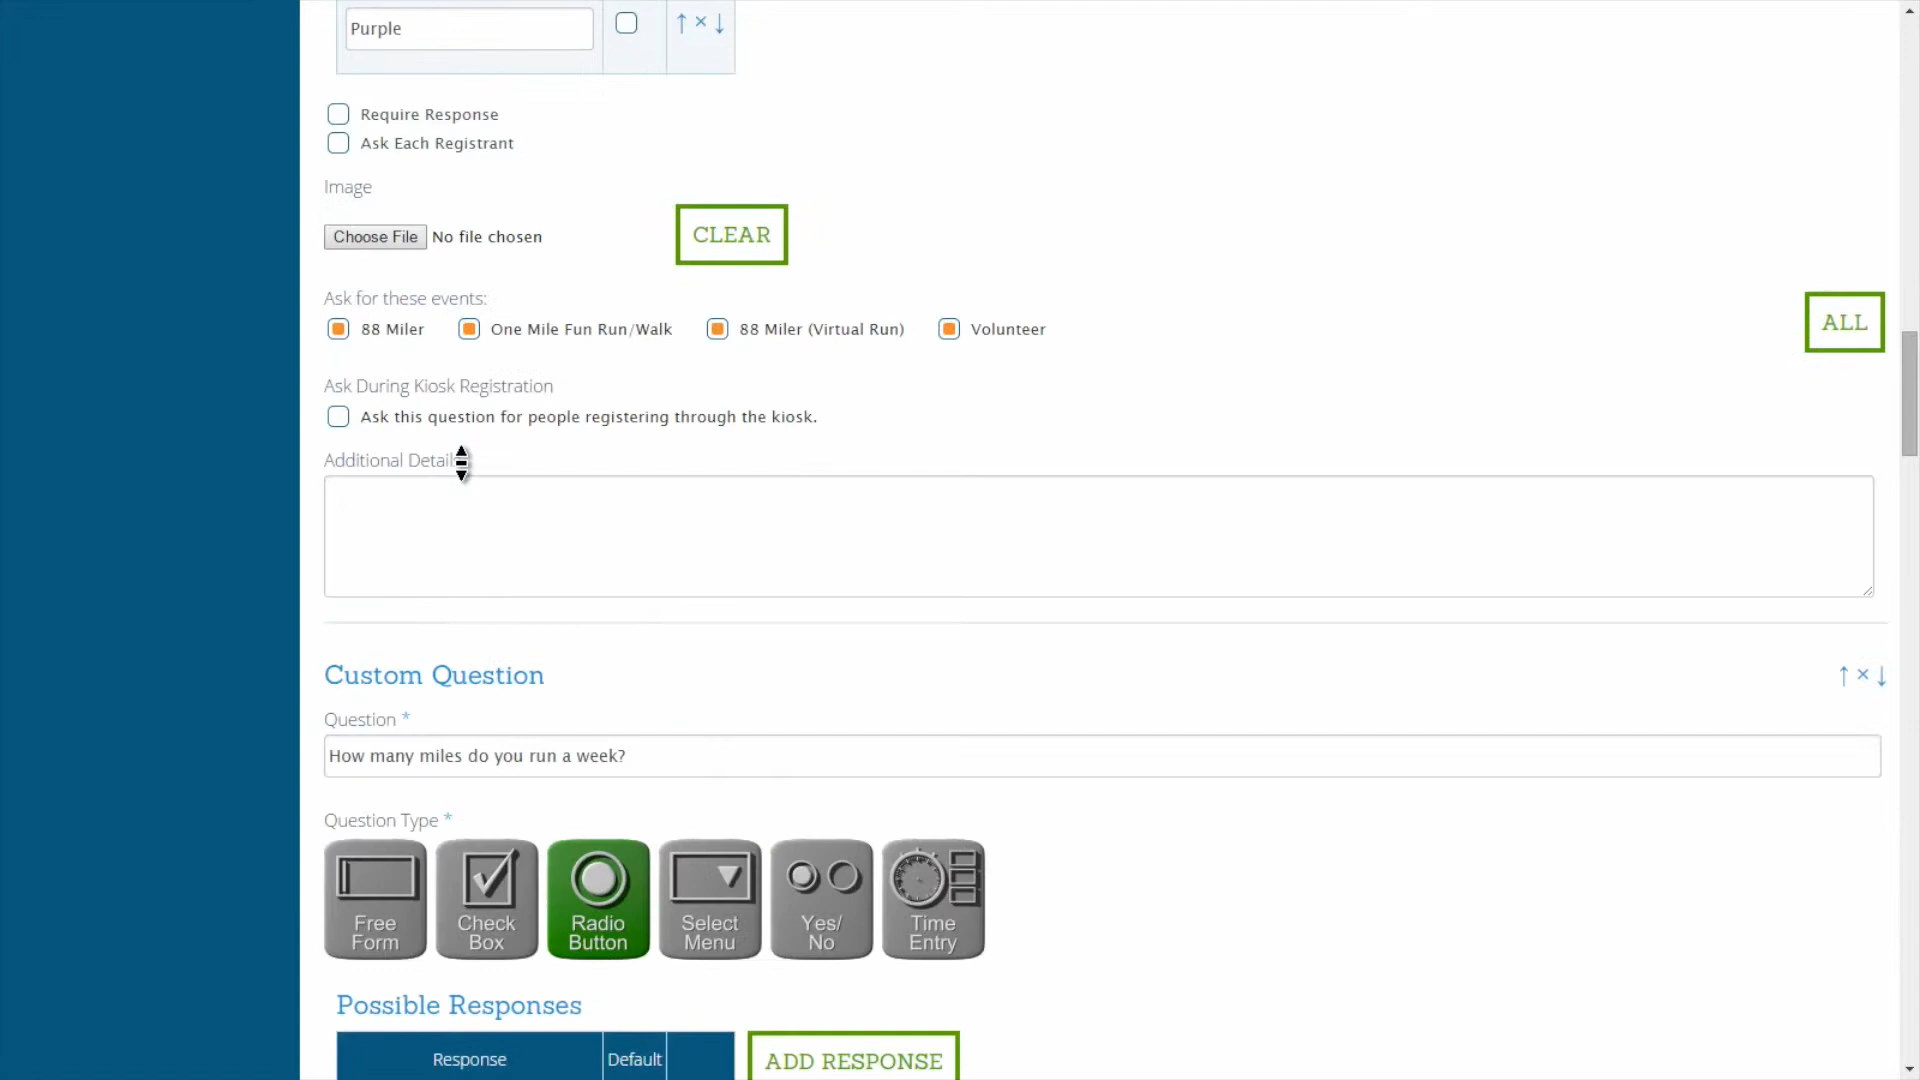 Purple
↑ × ↓
Require Response
Ask Each Registrant
Image
Choose File No file chosen
CLEAR
Ask for these events:
ALL
88 Miler One Mile Fun Run/Walk 88 Miler (Virtual Run) Volunteer
Ask During Kiosk Registration
Ask this question for people registering through the kiosk.
Additional Detail
Custom Question
↑ × ↓
Question *
How many miles do you run a week?
Question Type *
Free Form
Check Box
Radio Button
Select Menu
Yes/ No
Time Entry
Possible Responses
Response Default
ADD RESPONSE